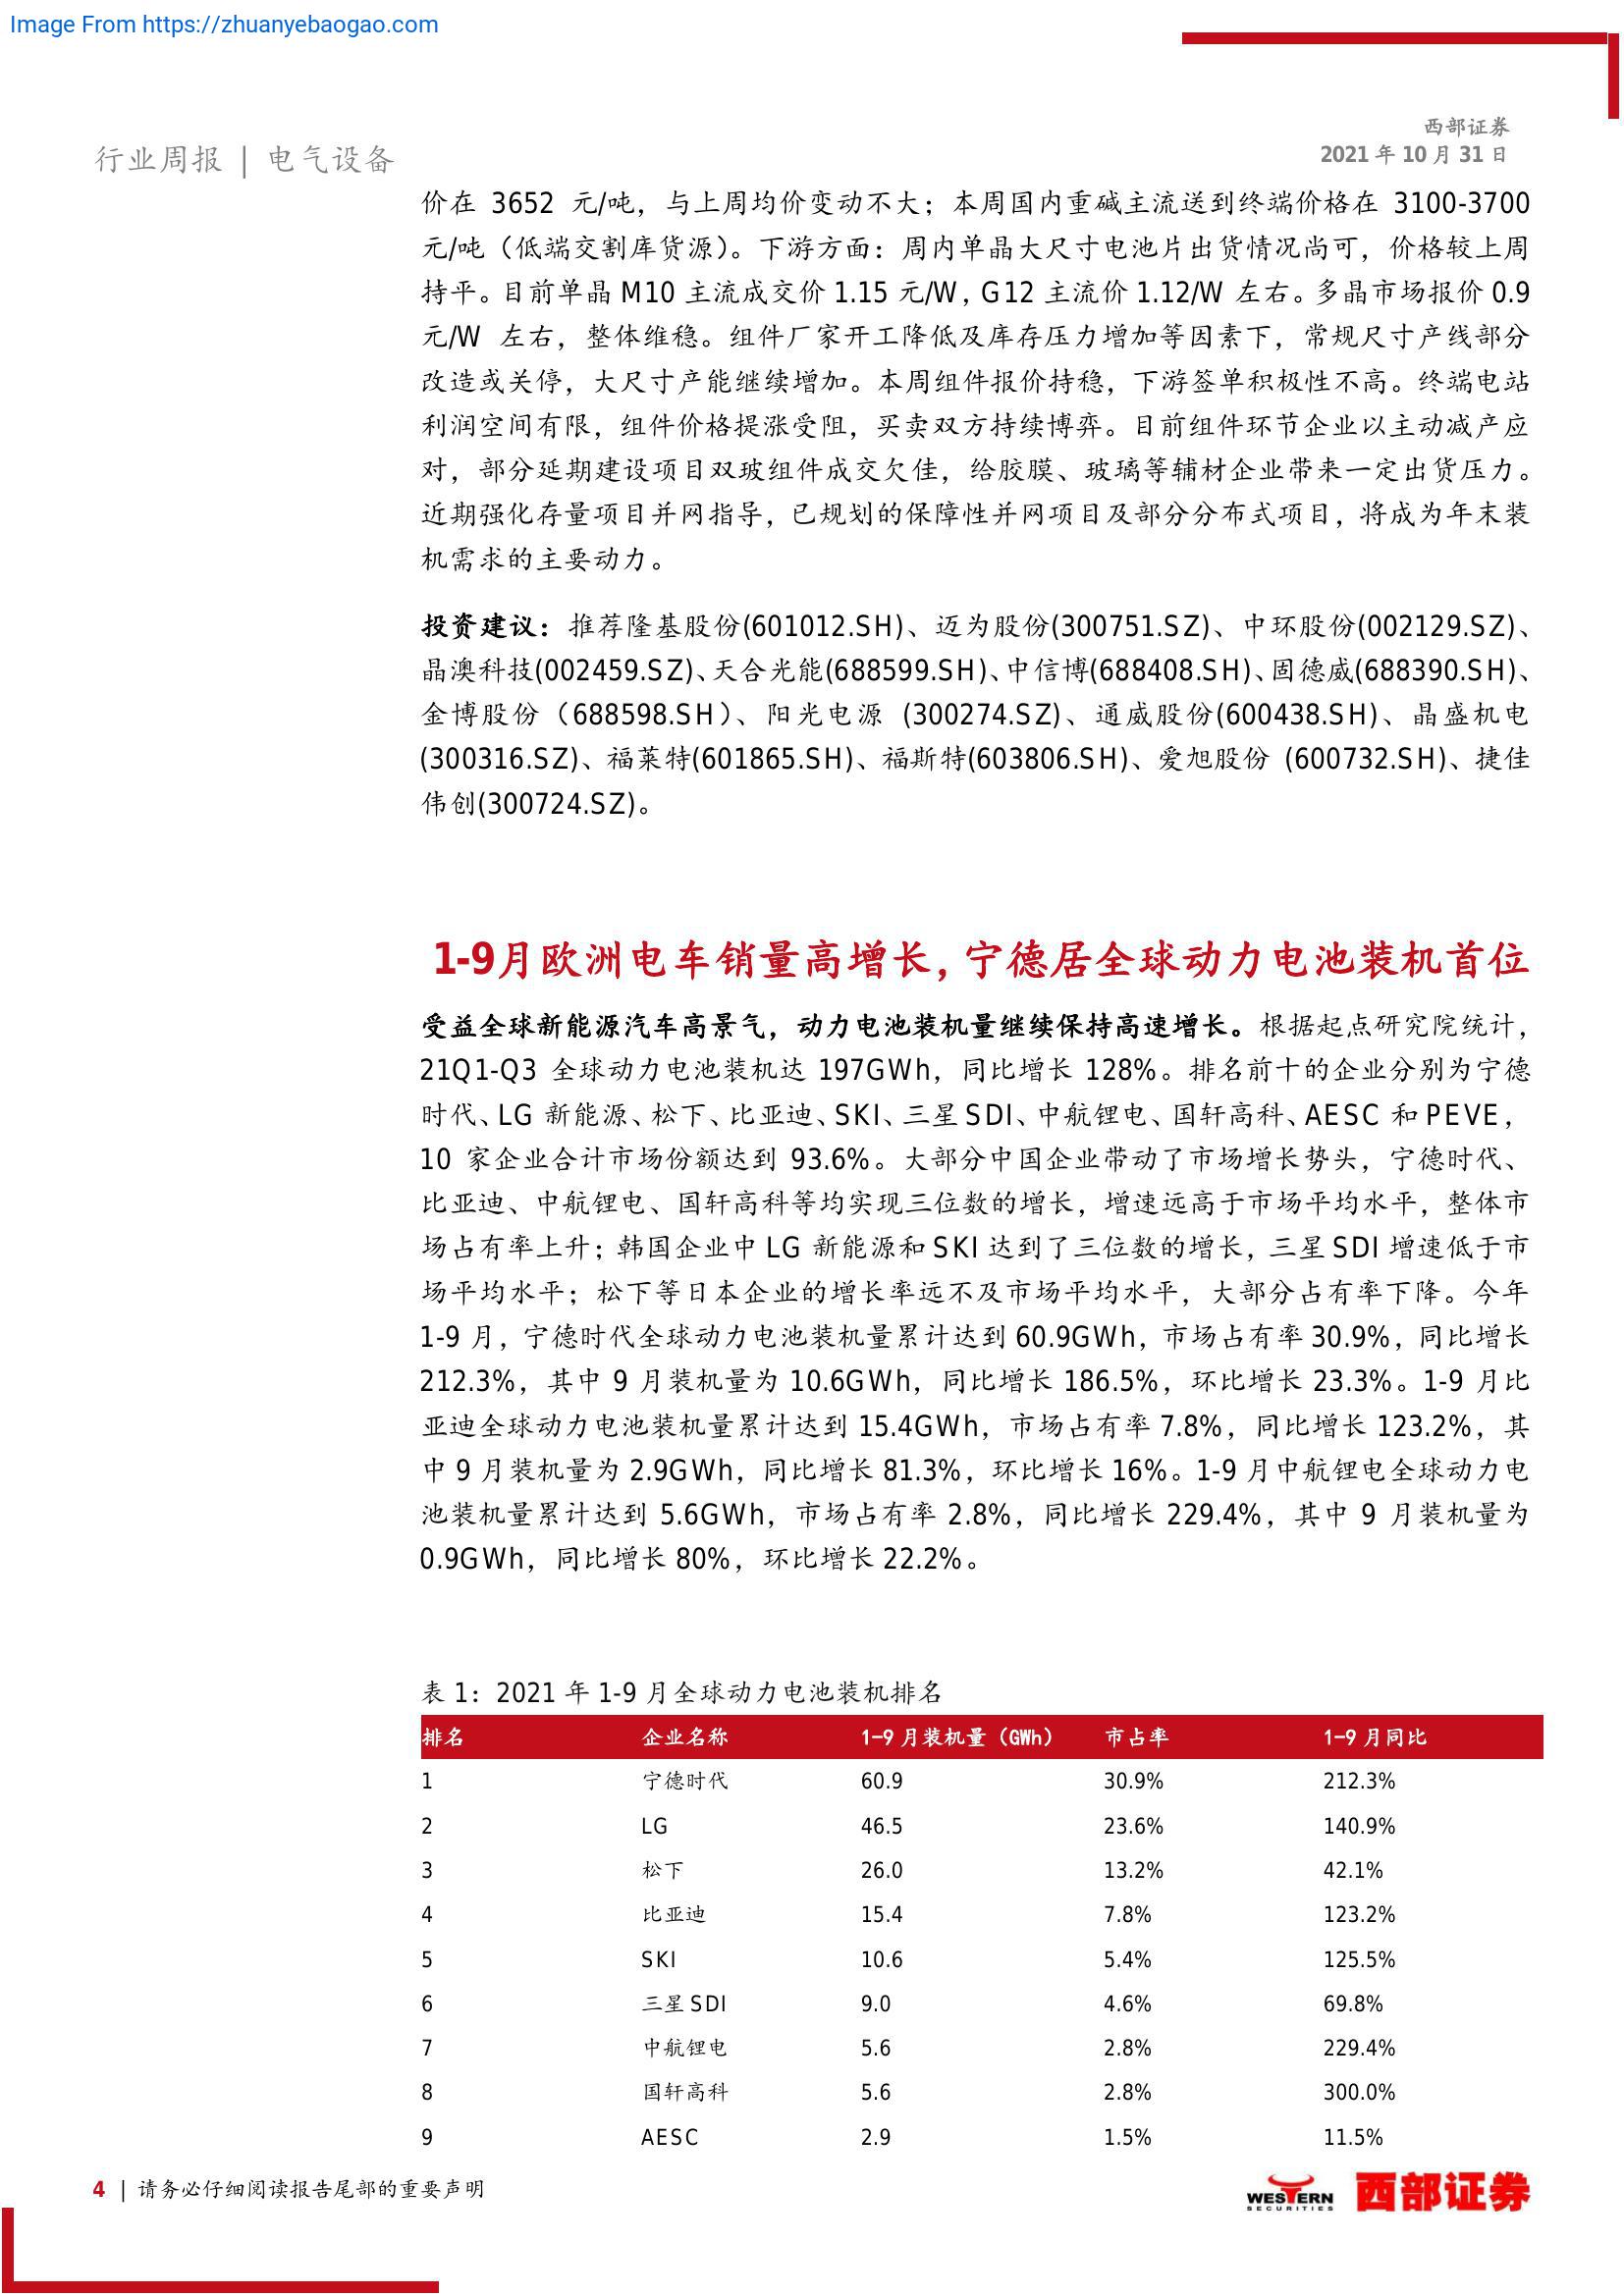 Image From https://zhuanyebaogao.com
西部证券
2021 年 10 月 31 日
行业周报 | 电气设备
价在 3652 元/吨，与上周均价变动不大；本周国内重碱主流送到终端价格在 3100-3700
元/吨（低端交割库货源）。下游方面：周内单晶大尺寸电池片出货情况尚可，价格较上周
持平。目前单晶 M10 主流成交价 1.15 元/W，G12 主流价 1.12/W 左右。多晶市场报价 0.9
元/W 左右，整体维稳。组件厂家开工降低及库存压力增加等因素下，常规尺寸产线部分
改造或关停，大尺寸产能继续增加。本周组件报价持稳，下游签单积极性不高。终端电站
利润空间有限，组件价格提涨受阻，买卖双方持续博弈。目前组件环节企业以主动减产应
对，部分延期建设项目双玻组件成交欠佳，给胶膜、玻璃等辅材企业带来一定出货压力。
近期强化存量项目并网指导，已规划的保障性并网项目及部分分布式项目，将成为年末装
机需求的主要动力。
投资建议：推荐隆基股份(601012.SH)、迈为股份(300751.SZ)、中环股份(002129.SZ)、
晶澳科技(002459.SZ)、天合光能(688599.SH)、中信博(688408.SH)、固德威(688390.SH)、
金博股份（688598.SH）、阳光电源 (300274.SZ)、通威股份(600438.SH)、晶盛机电
(300316.SZ)、福莱特(601865.SH)、福斯特(603806.SH)、爱旭股份 (600732.SH)、捷佳
伟创(300724.SZ)。
1-9月欧洲电车销量高增长，宁德居全球动力电池装机首位
受益全球新能源汽车高景气，动力电池装机量继续保持高速增长。根据起点研究院统计，
21Q1-Q3 全球动力电池装机达 197GWh，同比增长 128%。排名前十的企业分别为宁德
时代、LG 新能源、松下、比亚迪、SKI、三星 SDI、中航锂电、国轩高科、AESC 和 PEVE，
10 家企业合计市场份额达到 93.6%。大部分中国企业带动了市场增长势头，宁德时代、
比亚迪、中航锂电、国轩高科等均实现三位数的增长，增速远高于市场平均水平，整体市
场占有率上升；韩国企业中 LG 新能源和 SKI 达到了三位数的增长，三星 SDI 增速低于市
场平均水平；松下等日本企业的增长率远不及市场平均水平，大部分占有率下降。今年
1-9 月，宁德时代全球动力电池装机量累计达到 60.9GWh，市场占有率 30.9%，同比增长
212.3%，其中 9 月装机量为 10.6GWh，同比增长 186.5%，环比增长 23.3%。1-9 月比
亚迪全球动力电池装机量累计达到 15.4GWh，市场占有率 7.8%，同比增长 123.2%，其
中 9 月装机量为 2.9GWh，同比增长 81.3%，环比增长 16%。1-9 月中航锂电全球动力电
池装机量累计达到 5.6GWh，市场占有率 2.8%，同比增长 229.4%，其中 9 月装机量为
0.9GWh，同比增长 80%，环比增长 22.2%。
表 1：2021 年 1-9 月全球动力电池装机排名
排名 企业名称 1-9 月装机量（GWh） 市占率 1-9 月同比
1 宁德时代 60.9 30.9% 212.3%
2 LG 46.5 23.6% 140.9%
3 松下 26.0 13.2% 42.1%
4 比亚迪 15.4 7.8% 123.2%
5 SKI 10.6 5.4% 125.5%
6 三星 SDI 9.0 4.6% 69.8%
7 中航锂电 5.6 2.8% 229.4%
8 国轩高科 5.6 2.8% 300.0%
9 AESC 2.9 1.5% 11.5%
4 | 请务必仔细阅读报告尾部的重要声明
WESTERN
SECURITIES
西部证券